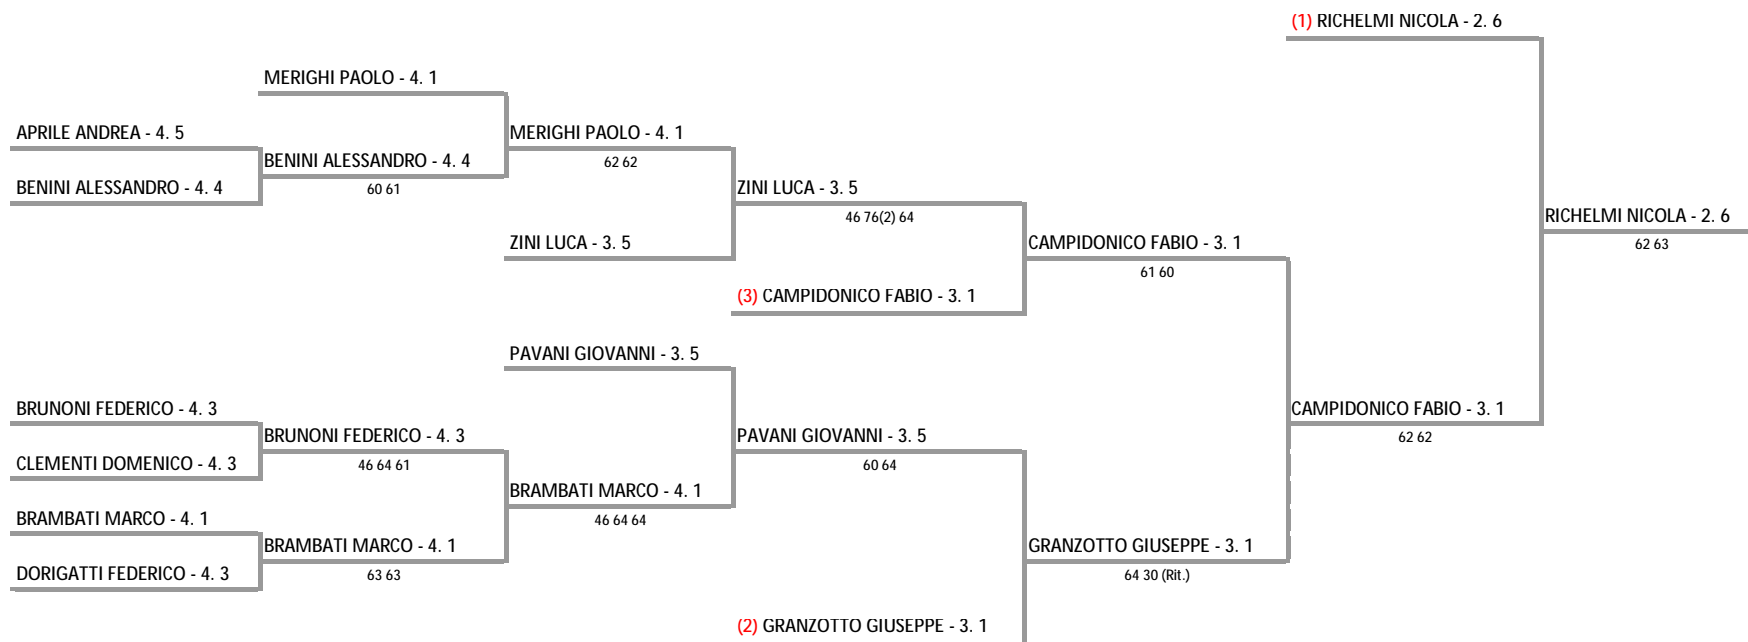 (1) RICHELMI NICOLA - 2. 6
MERIGHI PAOLO - 4. 1
APRILE ANDREA - 4. 5
MERIGHI PAOLO - 4. 1
62 62
BENINI ALESSANDRO - 4. 4
60 61
BENINI ALESSANDRO - 4. 4
ZINI LUCA - 3. 5
46 76(2) 64
RICHELMI NICOLA - 2. 6
62 63
ZINI LUCA - 3. 5
CAMPIDONICO FABIO - 3. 1
61 60
(3) CAMPIDONICO FABIO - 3. 1
PAVANI GIOVANNI - 3. 5
BRUNONI FEDERICO - 4. 3
CAMPIDONICO FABIO - 3. 1
62 62
BRUNONI FEDERICO - 4. 3
46 64 61
PAVANI GIOVANNI - 3. 5
60 64
CLEMENTI DOMENICO - 4. 3
BRAMBATI MARCO - 4. 1
46 64 64
BRAMBATI MARCO - 4. 1
BRAMBATI MARCO - 4. 1
63 63
GRANZOTTO GIUSEPPE - 3. 1
64 30 (Rit.)
DORIGATTI FEDERICO - 4. 3
(2) GRANZOTTO GIUSEPPE - 3. 1